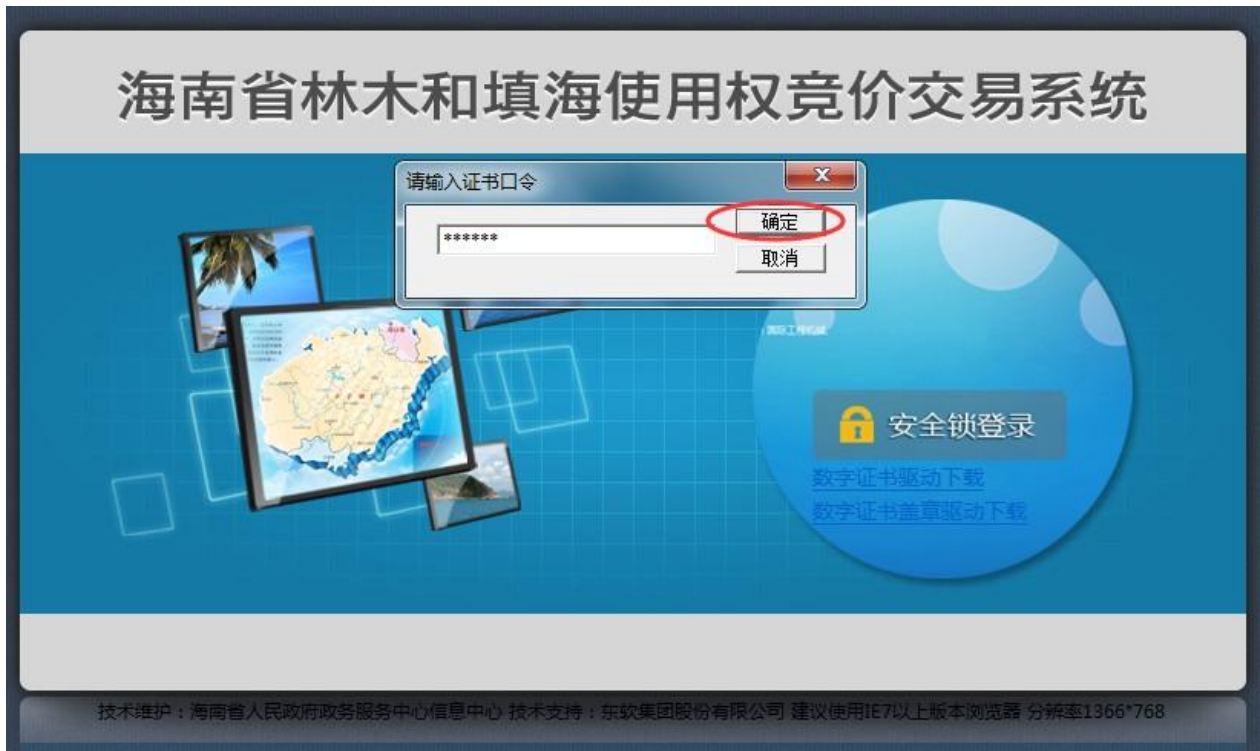 海南省林木和填海使用权竞价交易系统
请输入证书口令
******
确定
取消
安全锁登录
数字证书驱动下载
数字证书盖章驱动下载
技术维护：海南省人民政府政务服务中心信息中心 技术支持：东软集团股份有限公司 建议使用IE7以上版本浏览器 分辨率1366*768